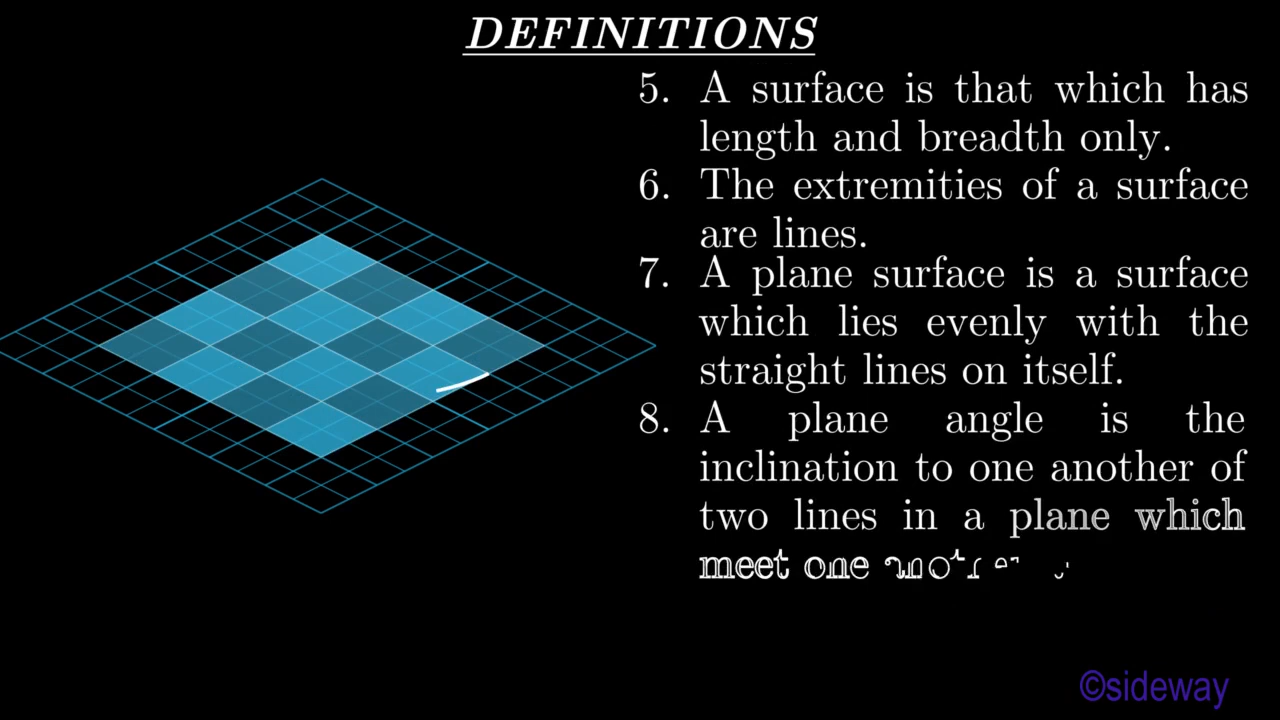 DEFINITIONS
5. A surface is that which has
length and breadth only.
6. The extremities of a surface
are lines.
7. A plane surface is a surface
which lies evenly with the
straight lines on itself.
8. A plane angle is the
inclination to one another of
two lines in a plane which
meet one
©sideway